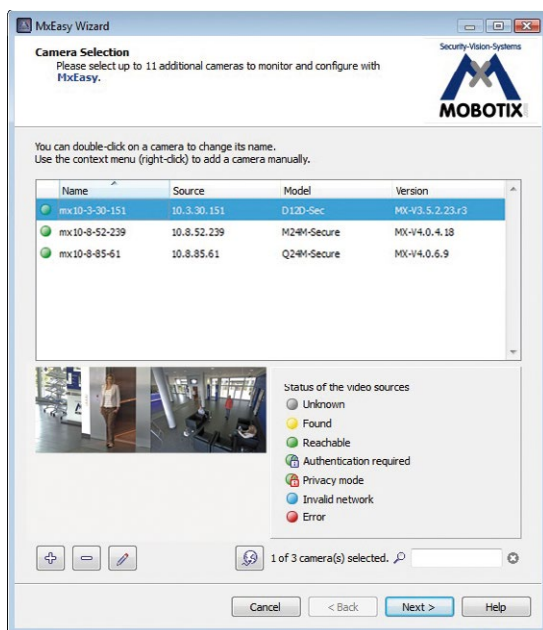 MxEasy Wizard
Camera Selection
Please select up to 11 additional cameras to monitor and configure with
MxEasy.
Security-Vision-Systems
MOBOTIX
You can double-click on a camera to change its name.
Use the context menu (right-click) to add a camera manually.
Name Source Model Version
mx10-3-30-151 10.3.30.151 D12D-Sec MX-V3.5.2.23.r3
mx10-8-52-239 10.8.52.239 M24M-Secure MX-V4.0.4.18
mx10-8-85-61 10.8.85.61 Q24M-Secure MX-V4.0.6.9
Status of the video sources
Unknown
Found
Reachable
Authentication required
Privacy mode
Invalid network
Error
1 of 3 camera(s) selected.
Cancel < Back Next > Help